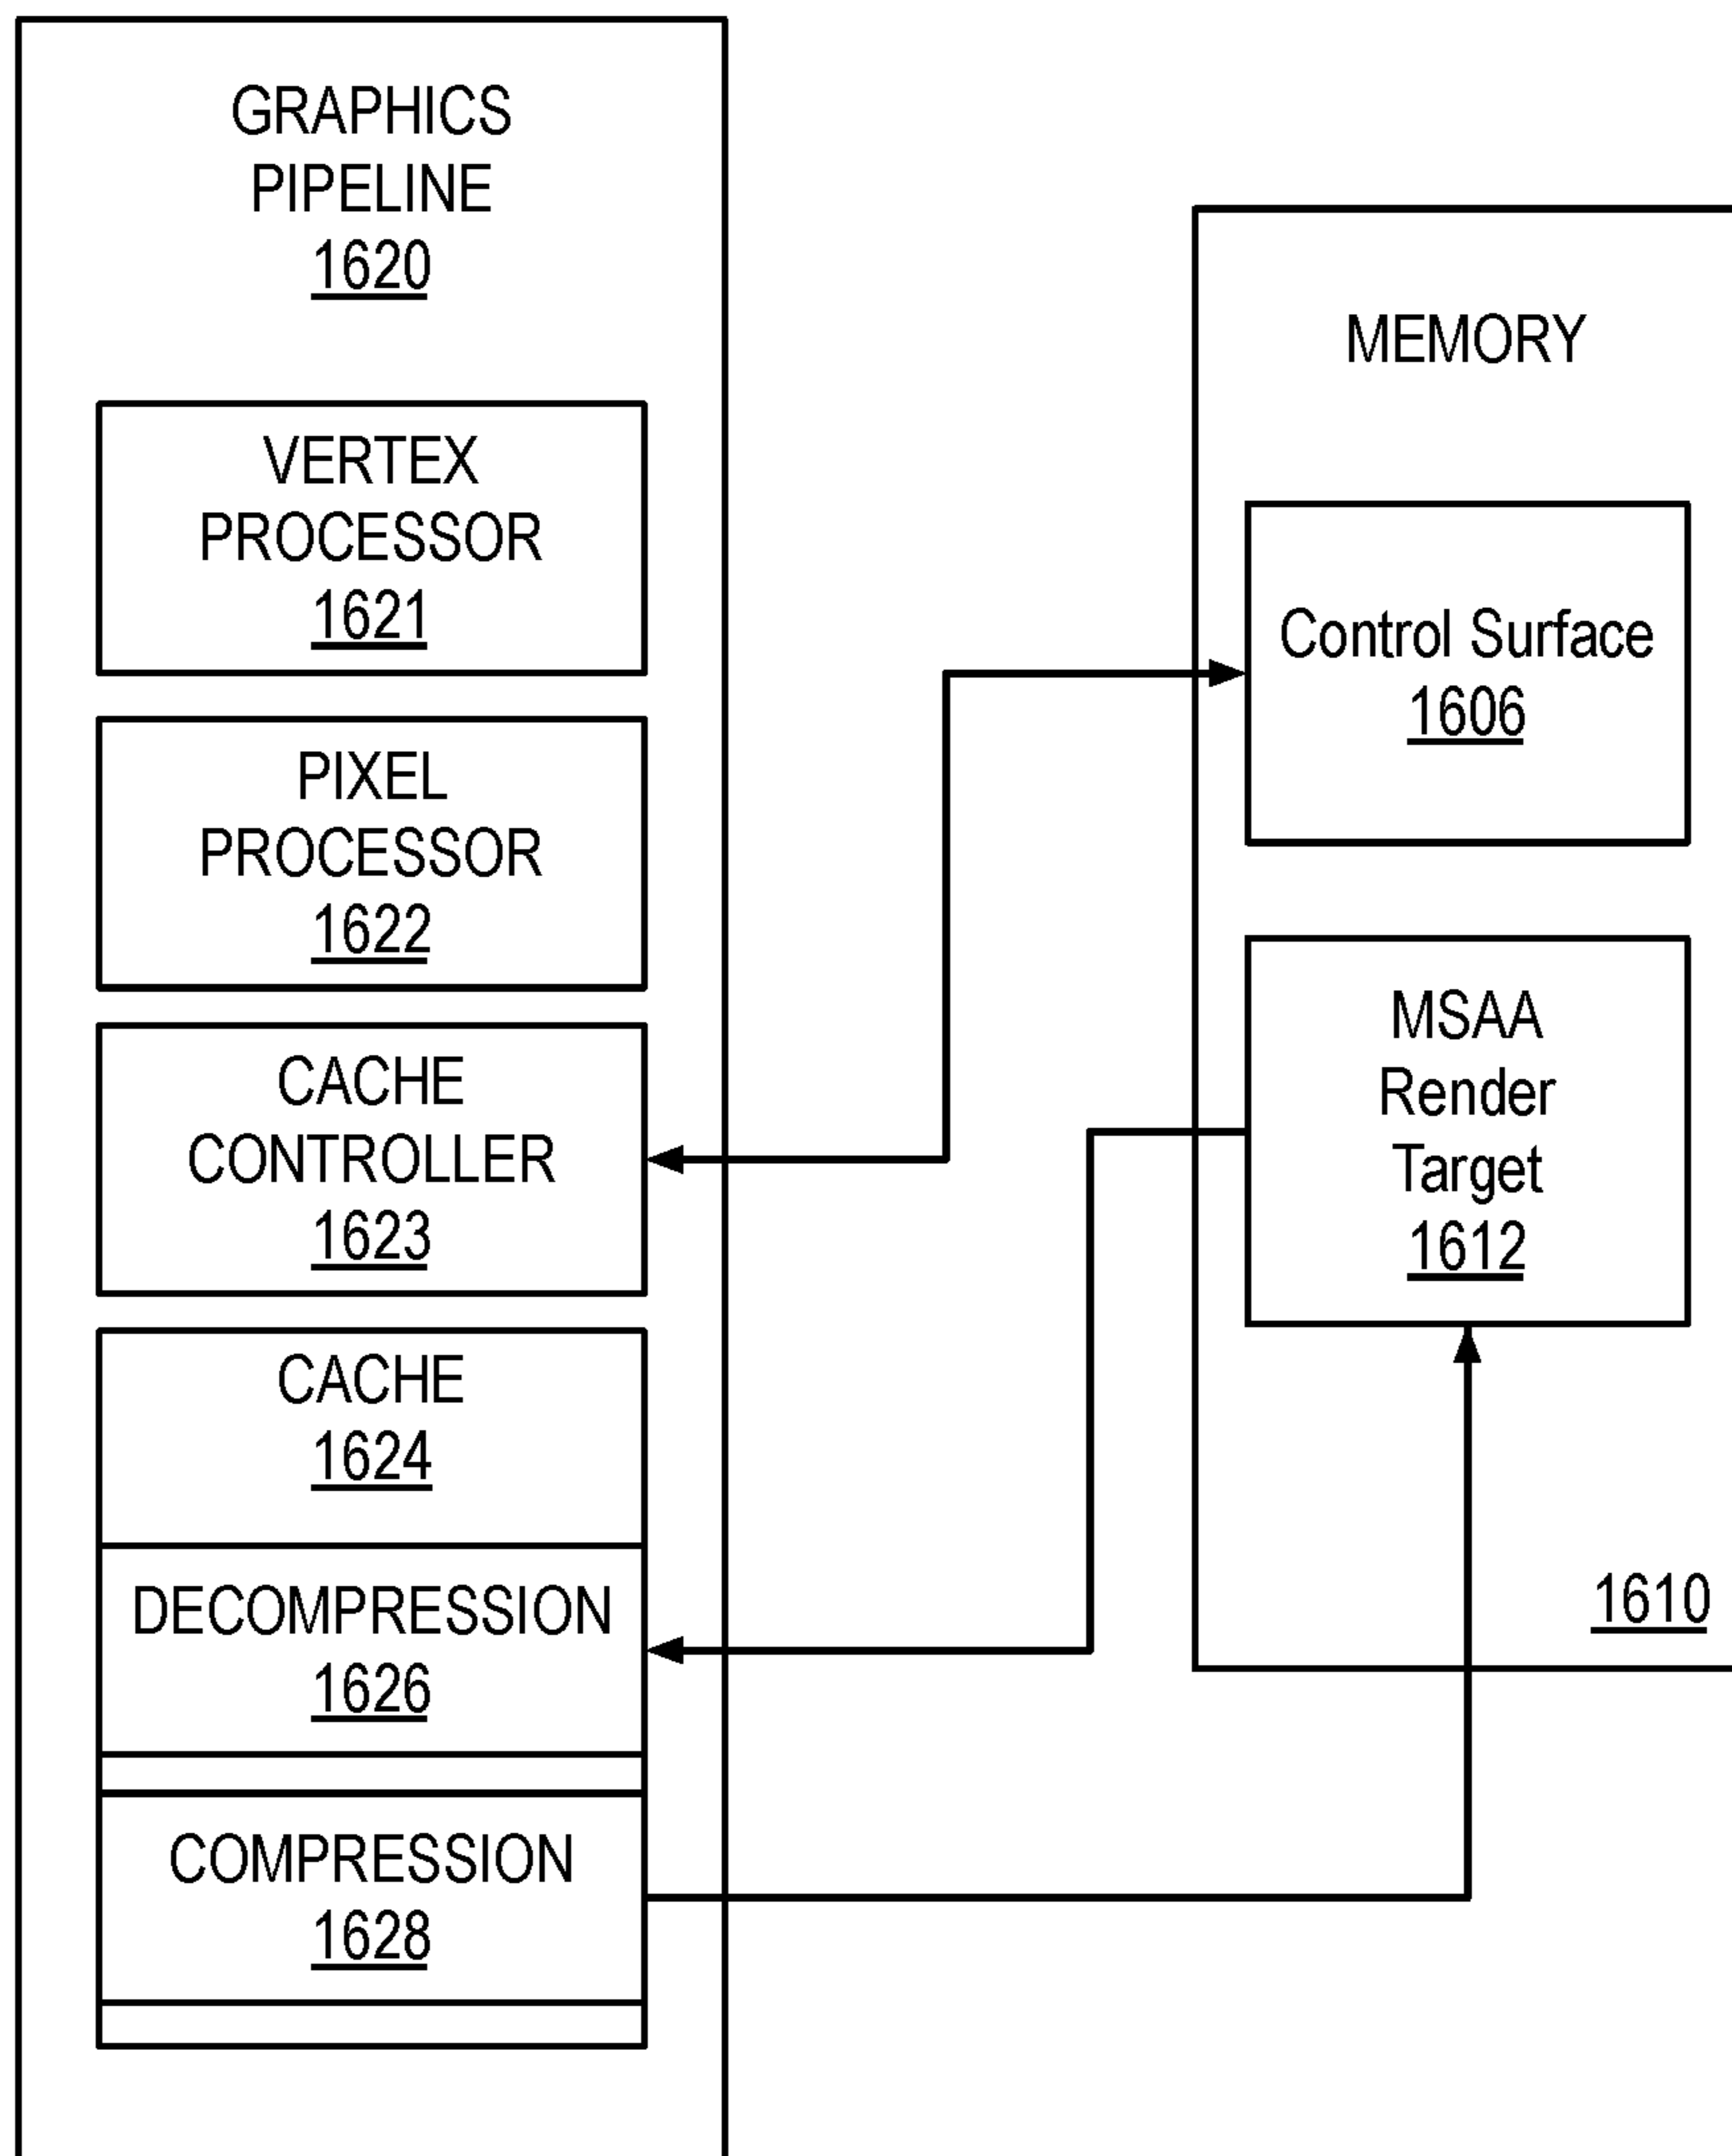 GRAPHICS
PIPELINE
1620
VERTEX
PROCESSOR
1621
PIXEL
PROCESSOR
1622
CACHE
CONTROLLER
1623
CACHE
1624
DECOMPRESSION
1626
COMPRESSION
1628
MEMORY
Control Surface
1606
MSAA
Render
Target
1612
1610